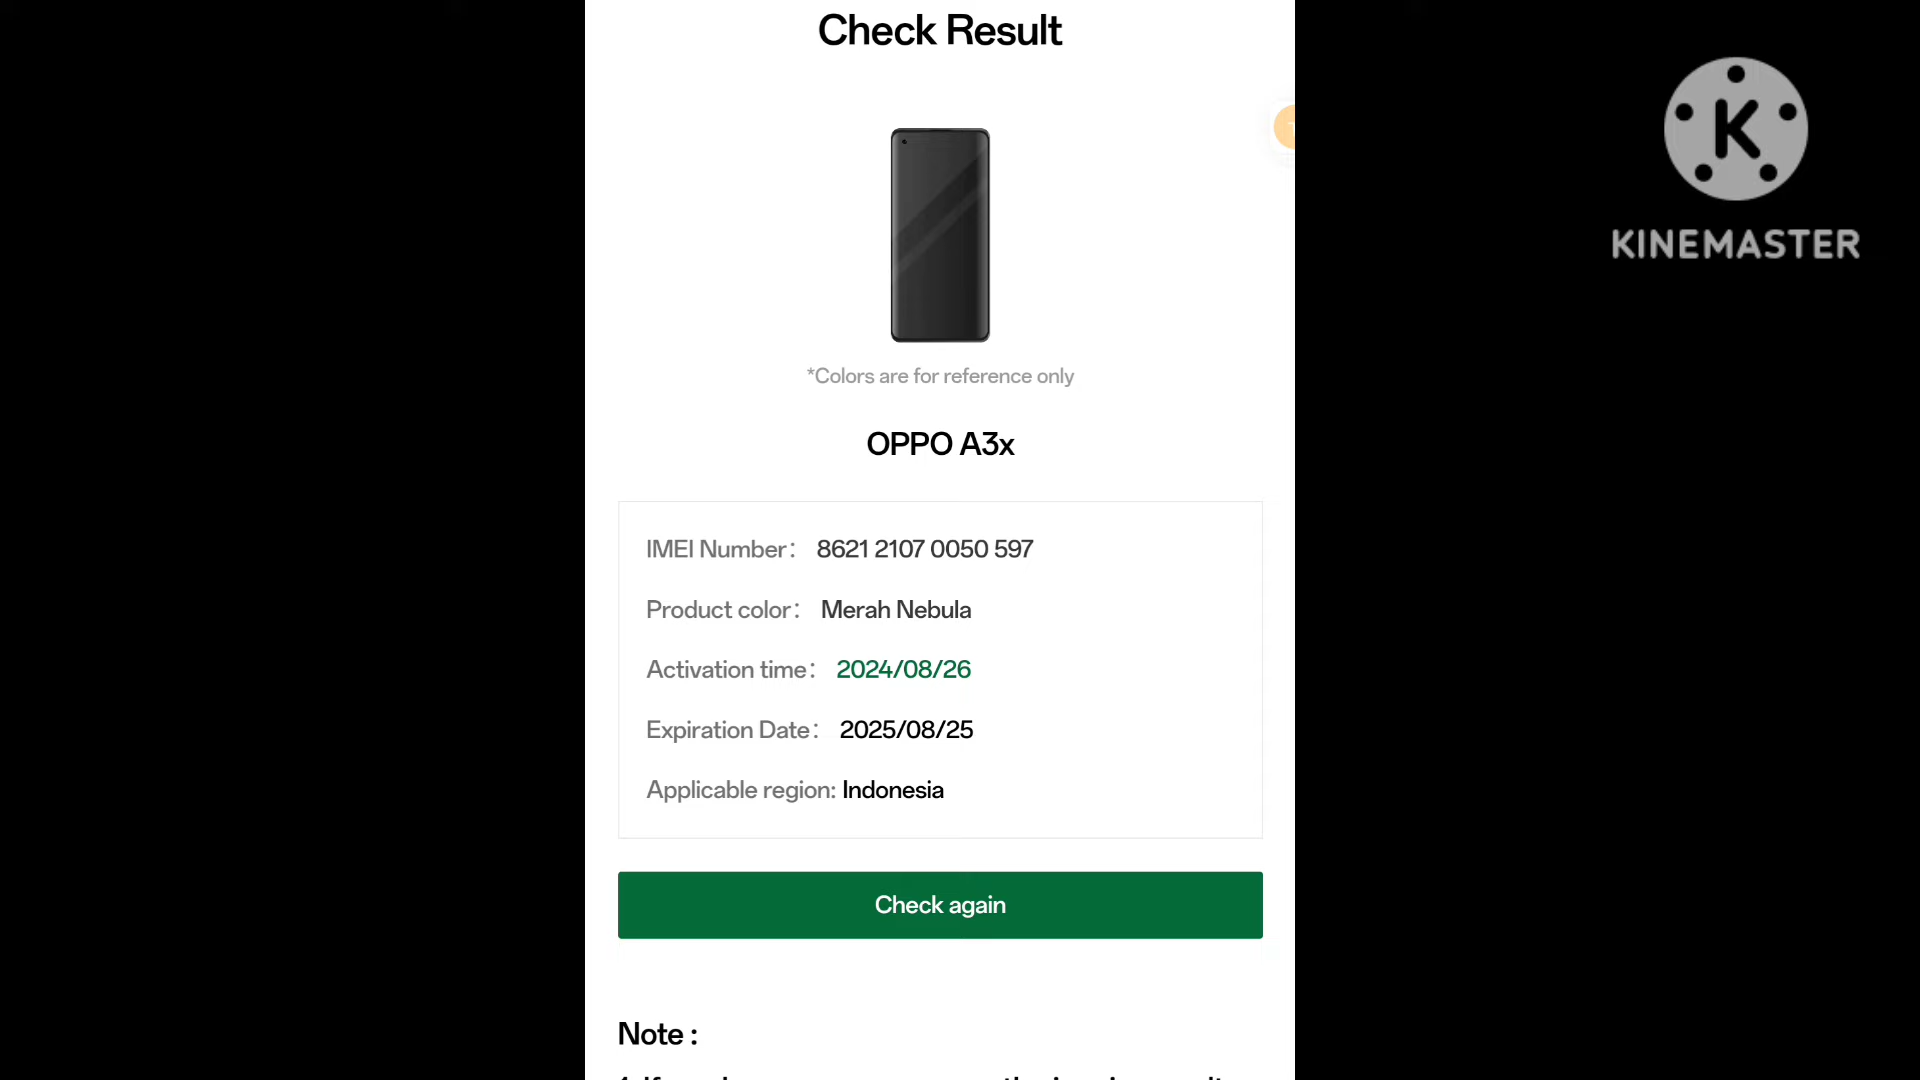 Check Result
K
KINEMASTER
*Colors are for reference only
OPPO A3x
IMEI Number: 8621 2107 0050 597
Product color: Merah Nebula
Activation time: 2024/08/26
Expiration Date: 2025/08/25
Applicable region: Indonesia
Check again
Note :